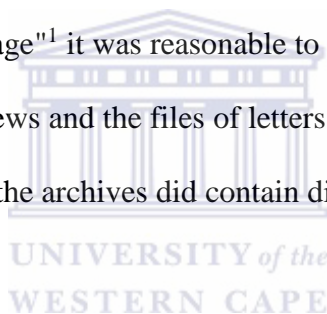 age"¹ it was reasonable to
ews and the files of letters
the archives did contain di
UNIVERSITY of the
WESTERN CAPE